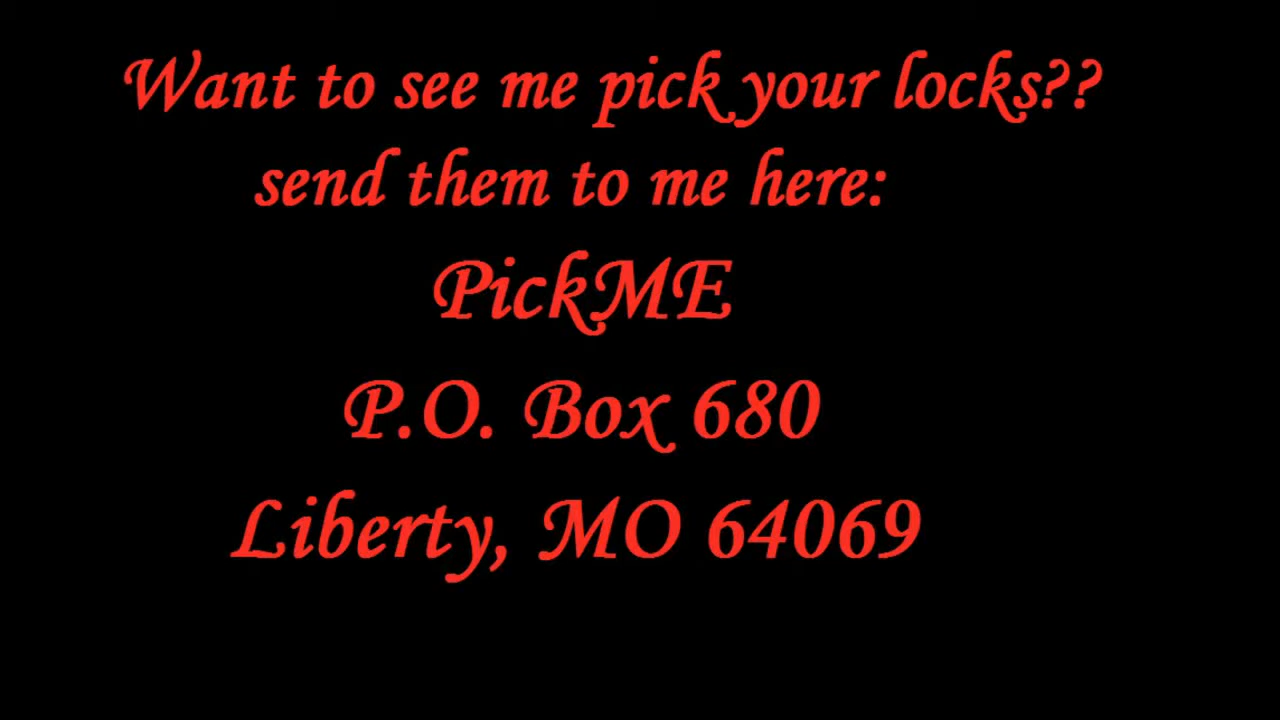 Want to see me pick your locks??
send them to me here:
PickME
P.O. Box 680
Liberty, MO 64069